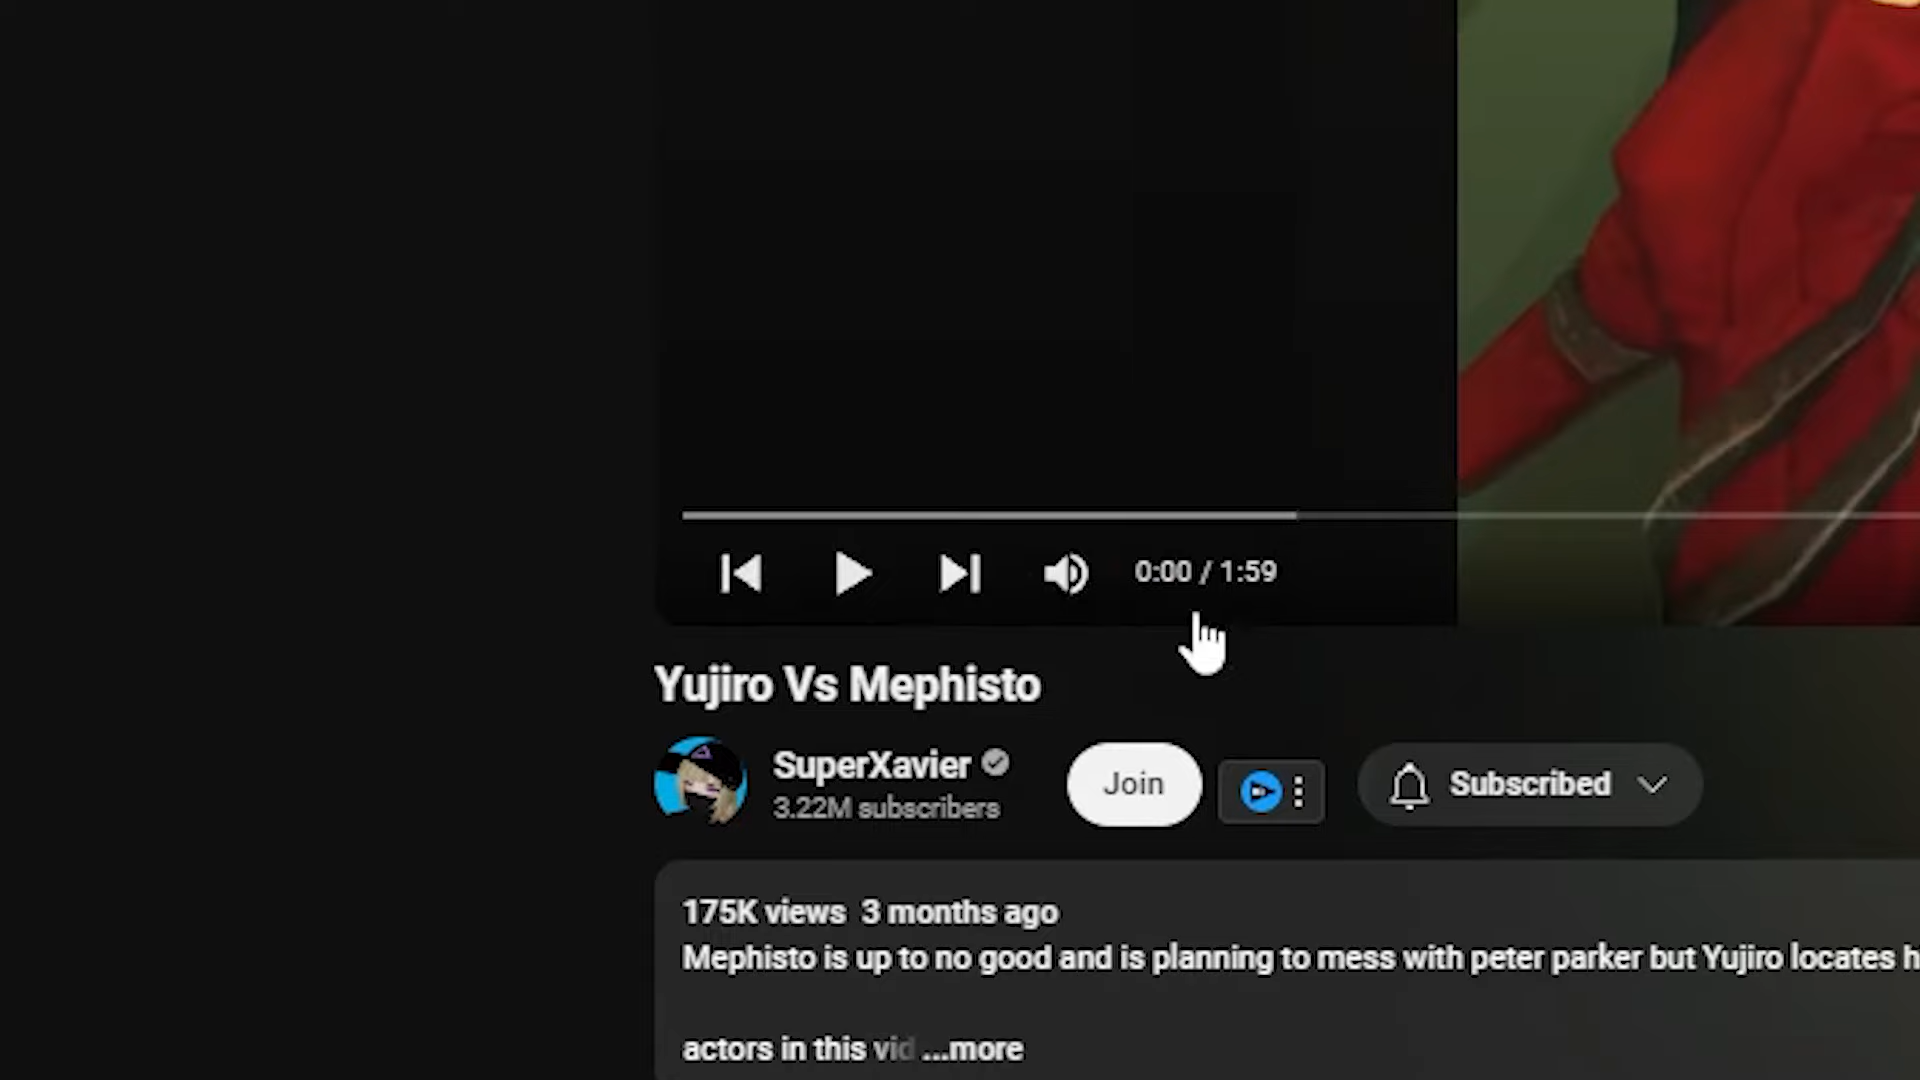 0:00 / 1:59
Yujiro Vs Mephisto
SuperXavier
3.22M subscribers
Join
Subscribed
175K views 3 months ago
Mephisto is up to no good and is planning to mess with peter parker but Yujiro locates h
actors in this vid ...more